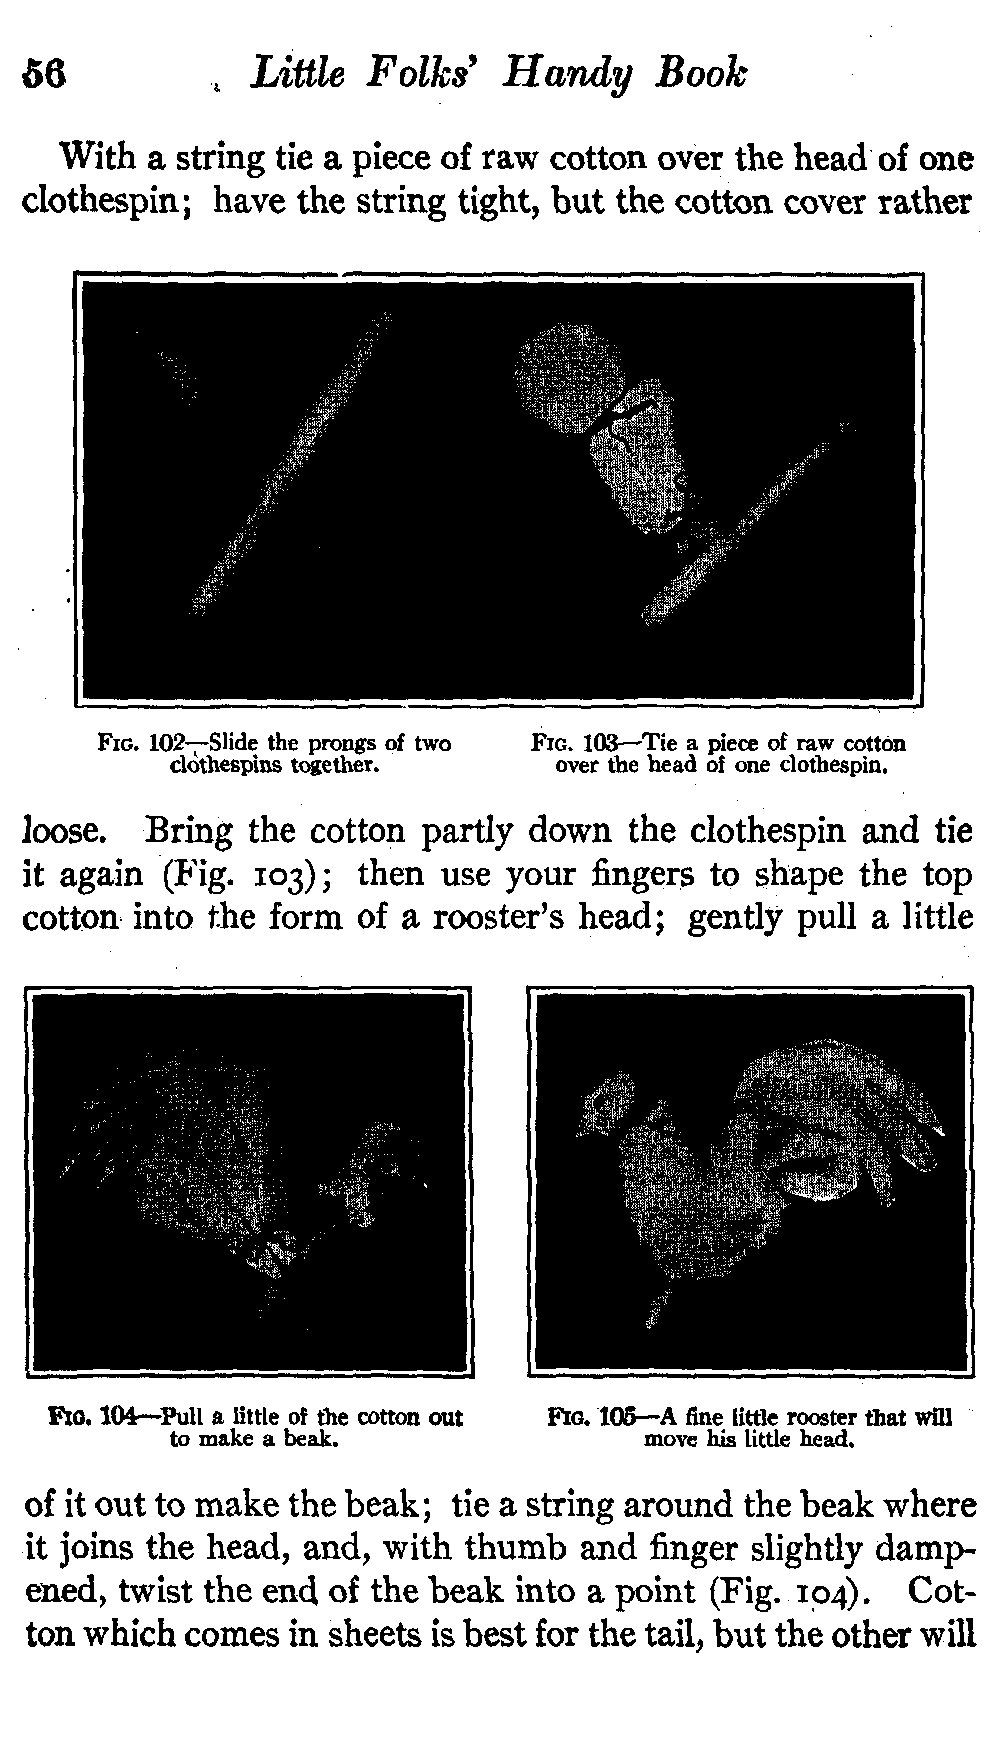 56 Little Folks' Handy Book
With a string tie a piece of raw cotton over the head of one
clothespin; have the string tight, but the cotton cover rather
FIG. 102—Slide the prongs of two
clothespins together.
FIG. 103—Tie a piece of raw cotton
over the head of one clothespin.
loose. Bring the cotton partly down the clothespin and tie
it again (Fig. 103); then use your fingers to shape the top
cotton into the form of a rooster's head; gently pull a little
FIG. 104—Pull a little of the cotton out
to make a beak.
FIG. 105—A fine little rooster that will
move his little head.
of it out to make the beak; tie a string around the beak where
it joins the head, and, with thumb and finger slightly damp-
ened, twist the end of the beak into a point (Fig. 104). Cot-
ton which comes in sheets is best for the tail, but the other will